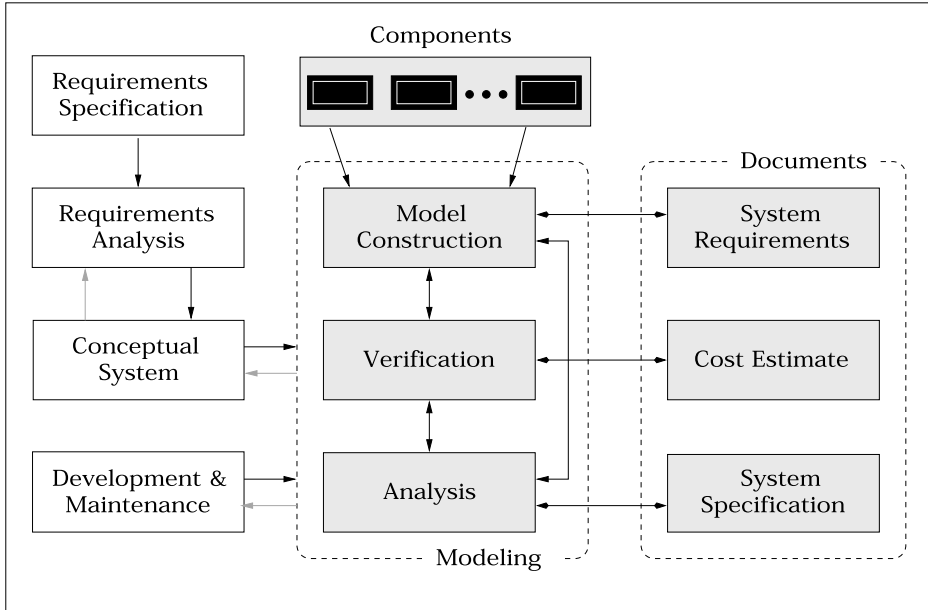 Components
Requirements
Specification
Requirements
Analysis
Conceptual
System
Development &
Maintenance
Model
Construction
Verification
Analysis
Modeling
Documents
System
Requirements
Cost Estimate
System
Specification